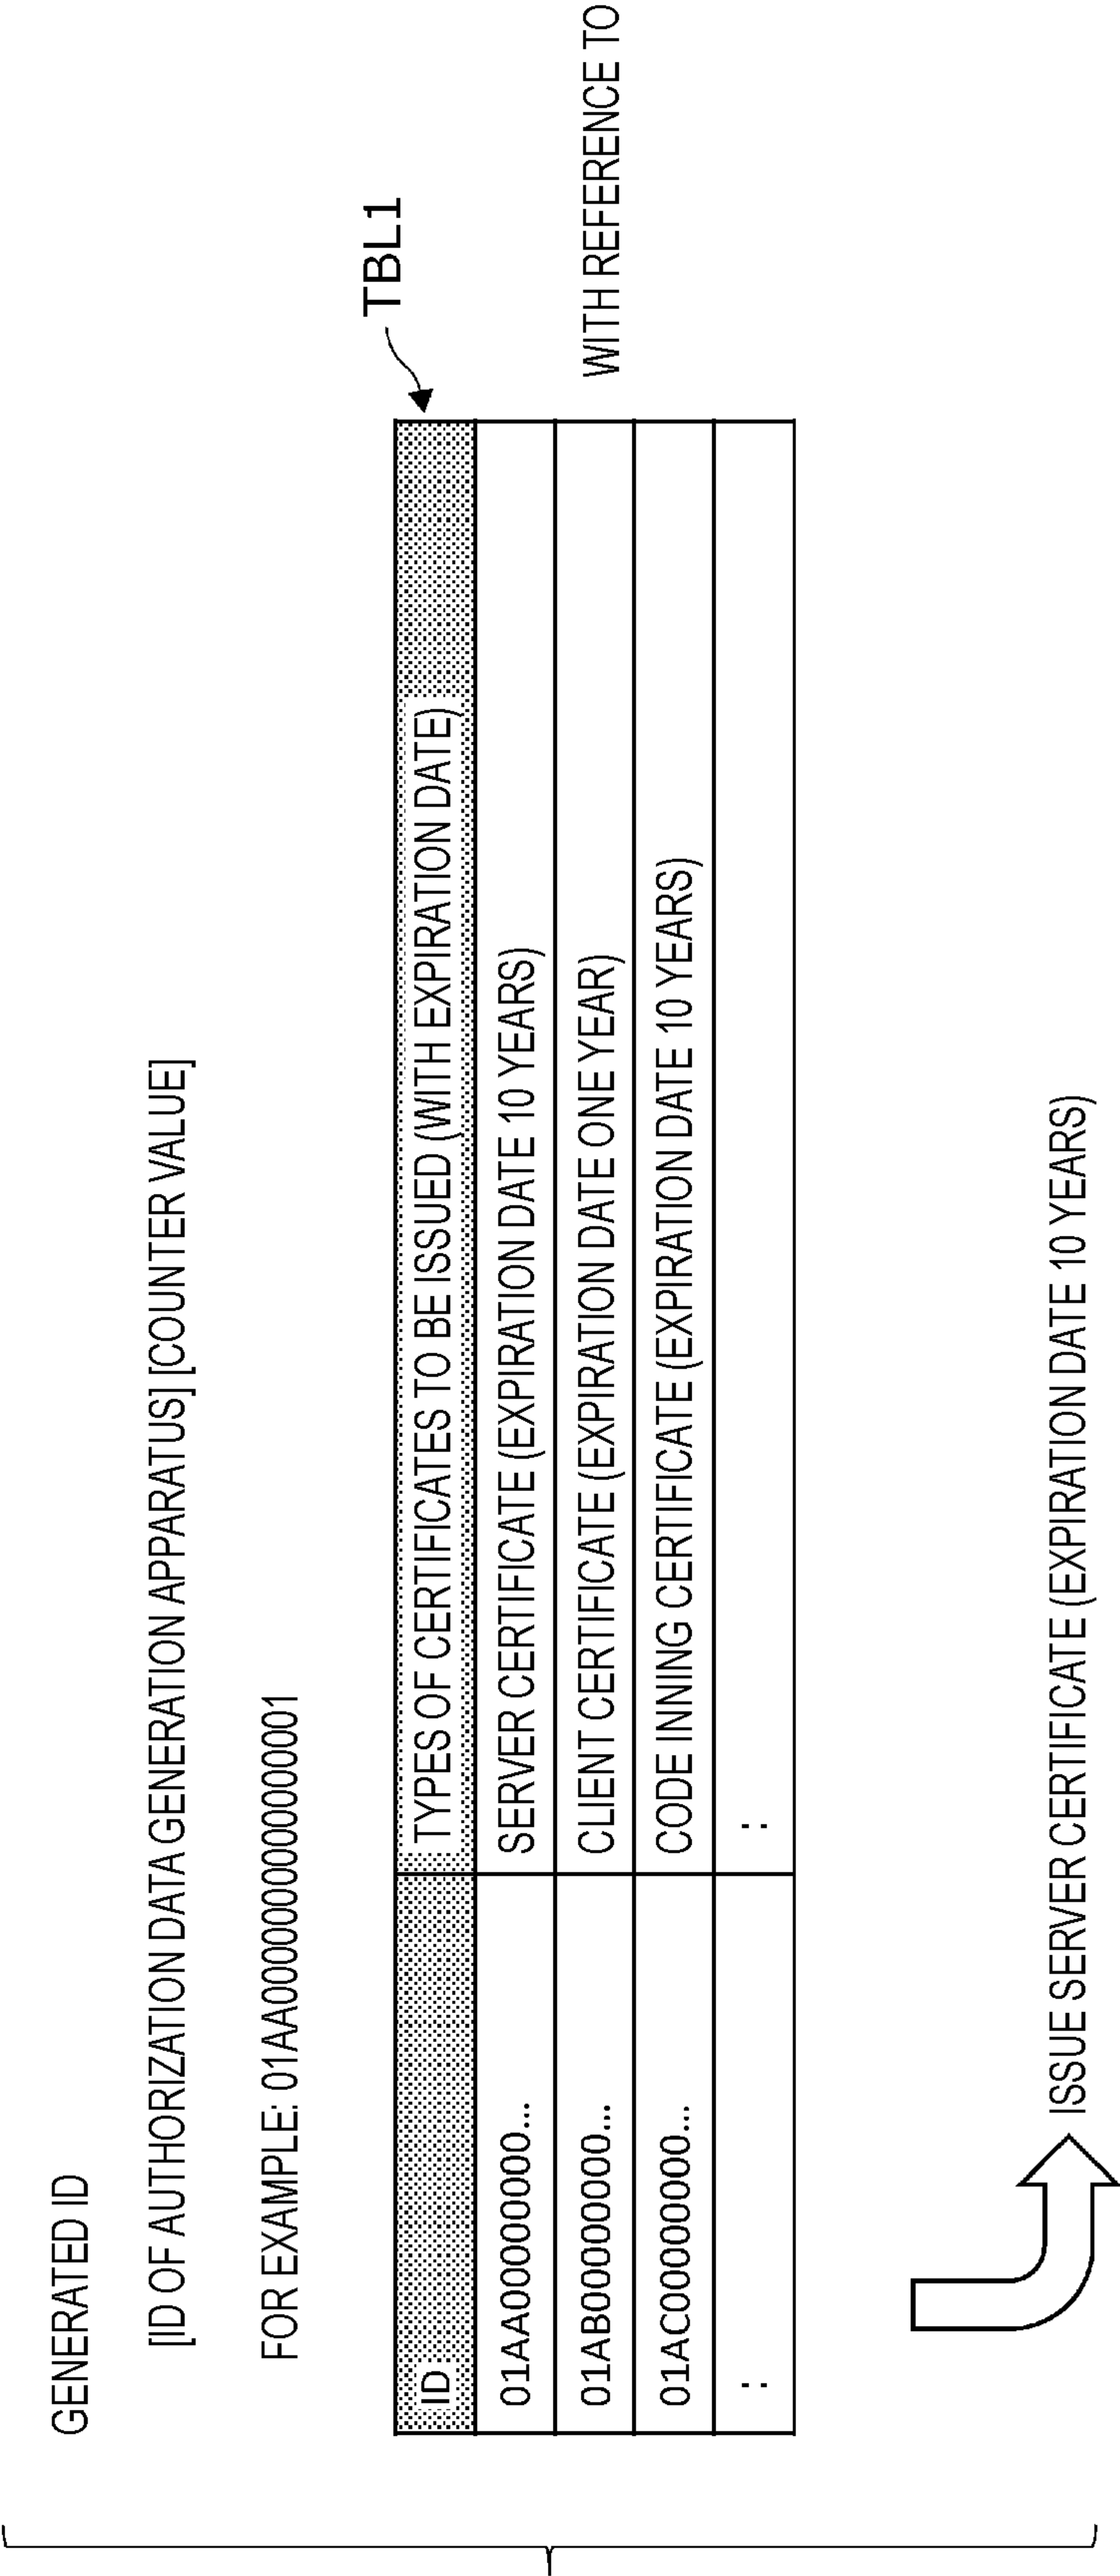 GENERATED ID
[ID OF AUTHORIZATION DATA GENERATION APPARATUS] [COUNTER VALUE]
FOR EXAMPLE: 01AA0000000000000001
TBL1
ID TYPES OF CERTIFICATES TO BE ISSUED (WITH EXPIRATION DATE)
01AA00000000... SERVER CERTIFICATE (EXPIRATION DATE 10 YEARS)
01AB00000000... CLIENT CERTIFICATE (EXPIRATION DATE ONE YEAR)
01AC00000000... CODE INNING CERTIFICATE (EXPIRATION DATE 10 YEARS)
: :
WITH REFERENCE TO
ISSUE SERVER CERTIFICATE (EXPIRATION DATE 10 YEARS)